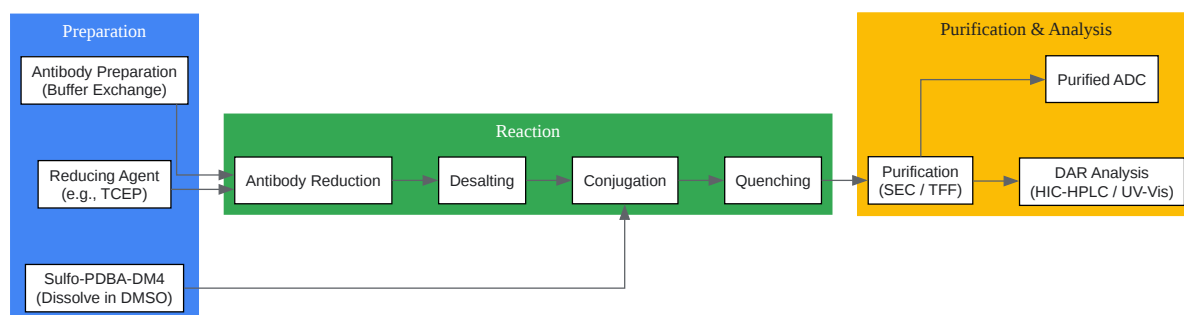 Preparation
Antibody Preparation
(Buffer Exchange)
Reducing Agent
(e.g., TCEP)
Sulfo-PDBA-DM4
(Dissolve in DMSO)
Reaction
Antibody Reduction
Desalting
Conjugation
Quenching
Purification & Analysis
Purified ADC
Purification
(SEC / TFF)
DAR Analysis
(HIC-HPLC / UV-Vis)